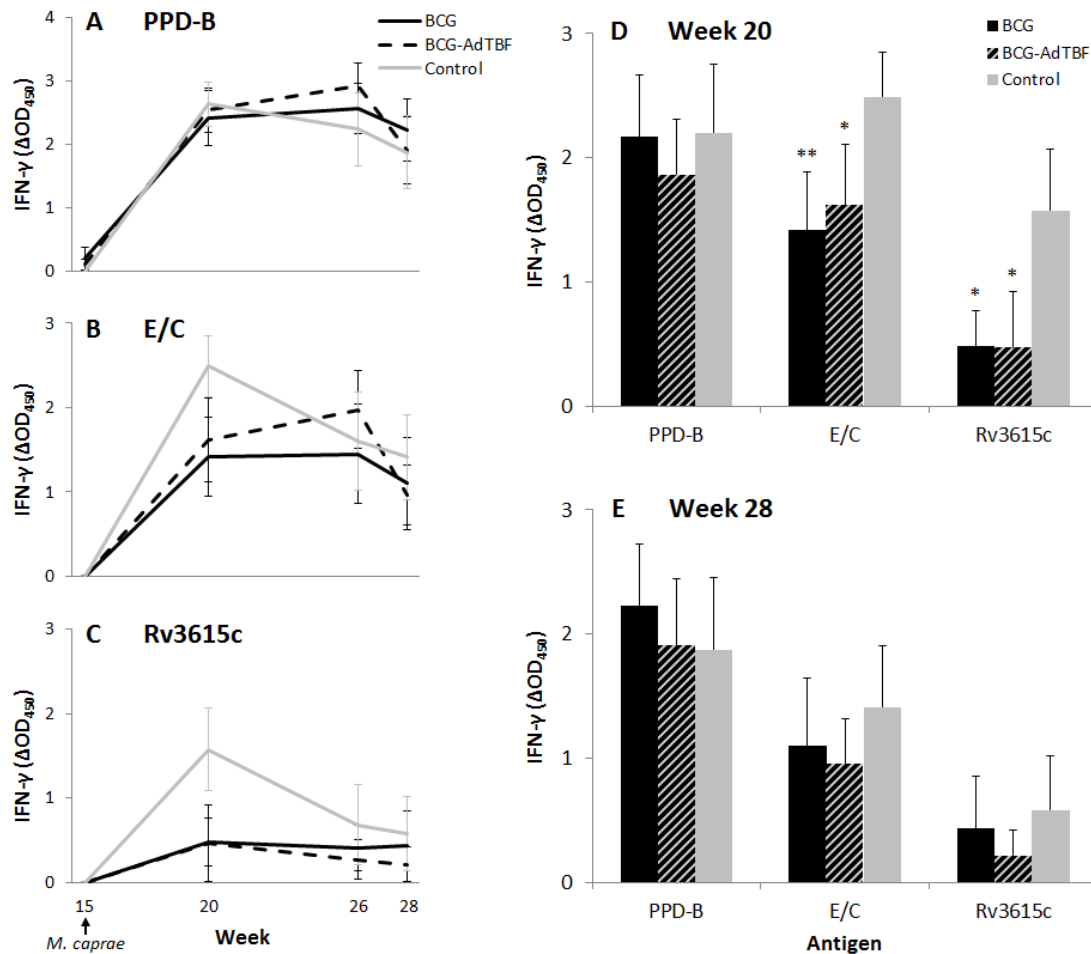 A PPD-B
BCG
BCG-AdTBF
Control
IFN-γ (ΔOD450)
4
3
2
1
0
B E/C
IFN-γ (ΔOD450)
3
2
1
0
C Rv3615c
IFN-γ (ΔOD450)
3
2
1
0
15 20 26 28
M. caprae
Week
D Week 20
BCG
BCG-AdTBF
Control
IFN-γ (ΔOD450)
3
2
1
0
** *
* *
PPD-B E/C Rv3615c
E Week 28
IFN-γ (ΔOD450)
3
2
1
0
PPD-B E/C Rv3615c
Antigen